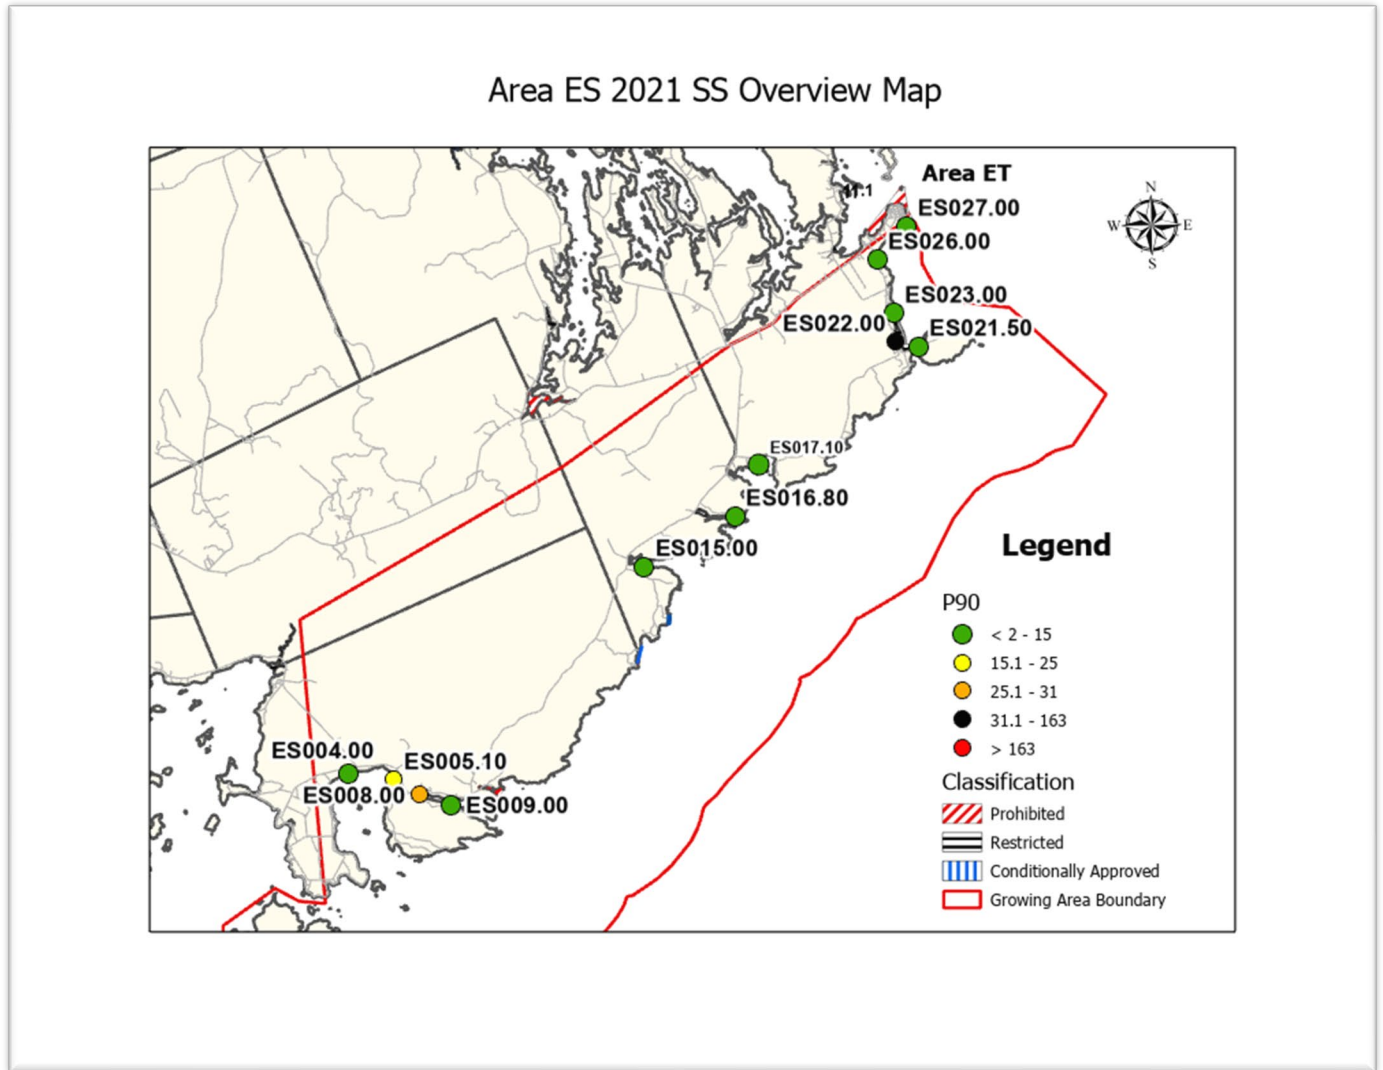 Area ES 2021 SS Overview Map
Area ET
ES027.00
ES026.00
ES023.00
ES022.00
ES021.50
ES017.10
ES016.80
ES015.00
ES004.00
ES005.10
ES008.00
ES009.00
N
W
E
S
Legend
P90
< 2 - 15
15.1 - 25
25.1 - 31
31.1 - 163
> 163
Classification
Prohibited
Restricted
Conditionally Approved
Growing Area Boundary